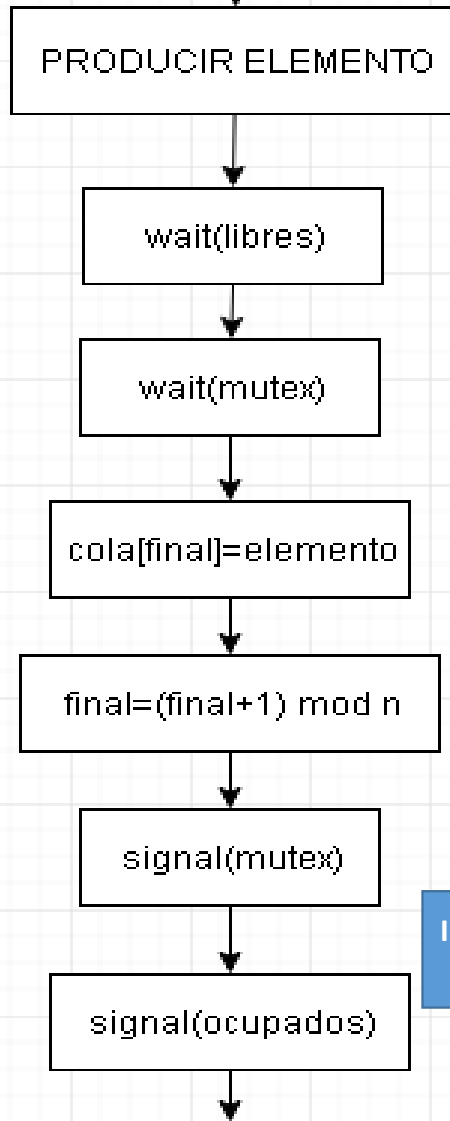 PRODUCIR ELEMENTO
wait(libres)
wait(mutex)
cola[final]=elemento
final=(final+1) mod n
signal(mutex)
signal(ocupados)